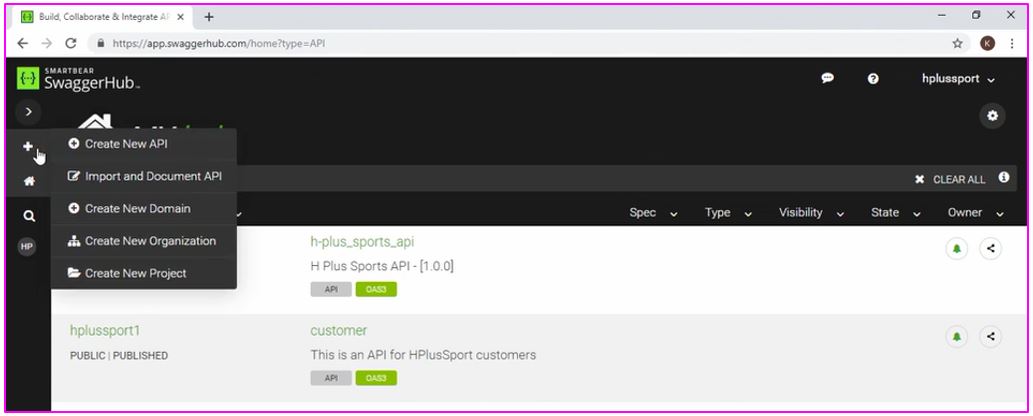 Build, Collaborate & Integrate AP
https://app.swaggerhub.com/home?type=API
K
SMARTBEAR
SwaggerHub
hplussport
Create New API
Import and Document API
CLEAR ALL
Create New Domain
Spec Type Visibility State Owner
Create New Organization
HP
h-plus_sports_api
H Plus Sports API - [1.0.0]
Create New Project
API OAS3
hplussport1
customer
PUBLIC | PUBLISHED
This is an API for HPlusSport customers
API OAS3